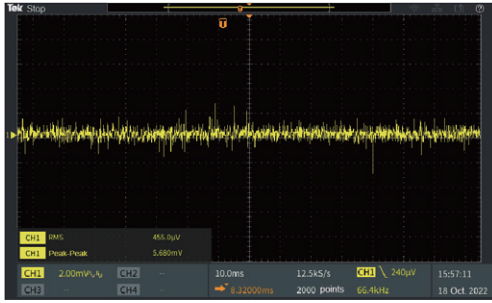 Tek Stop
CH1 RMS 455.0μV
CH1 Peak-Peak 5.680mV
CH1 2.00mV CH2 -- 10.0ms 12.5kS/s CH1 240μV 15:57:11
CH3 -- CH4 -- 8.32000ms 2000 points 66.4kHz 18 Oct. 2022